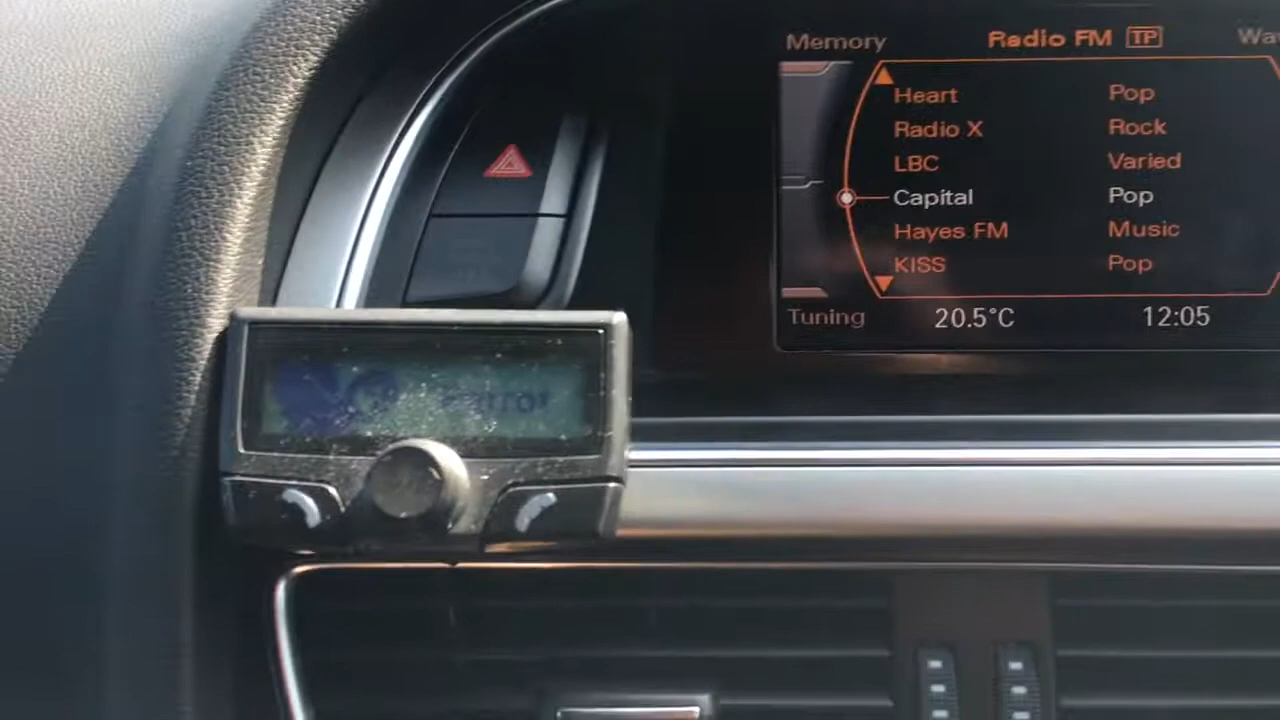 Memory Radio FM TP
Heart Pop
Radio X Rock
LBC Varied
Capital Pop
Hayes FM Music
KISS Pop
Tuning 20.5°C 12:05